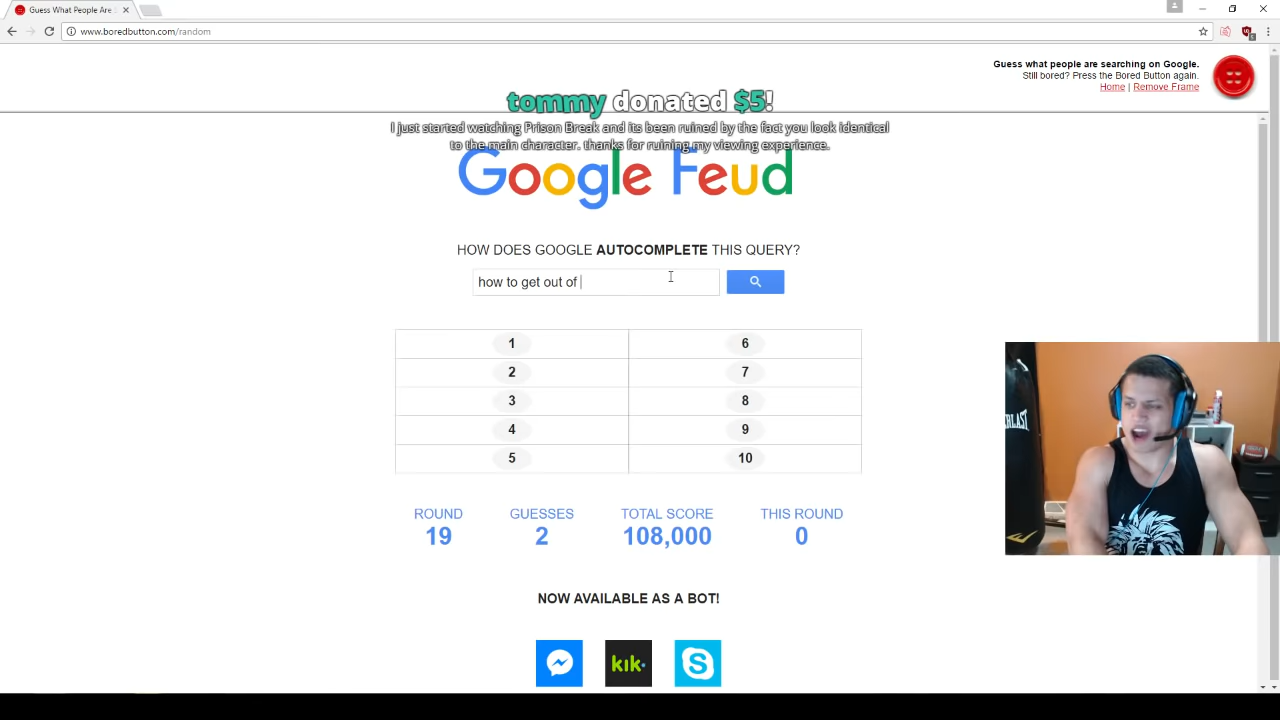 Guess What People Are S
www.boredbutton.com/random
Guess what people are searching on Google.
Still bored? Press the Bored Button again.
Home | Remove Frame
tommy donated $5!
I just started watching Prison Break and its been ruined by the fact you look identical
to the main character. thanks for ruining my viewing experience.
Google Feud
HOW DOES GOOGLE AUTOCOMPLETE THIS QUERY?
how to get out of
1 6
2 7
3 8
4 9
5 10
ROUND GUESSES TOTAL SCORE THIS ROUND
19 2 108,000 0
NOW AVAILABLE AS A BOT!
kik
S
EVERLAST